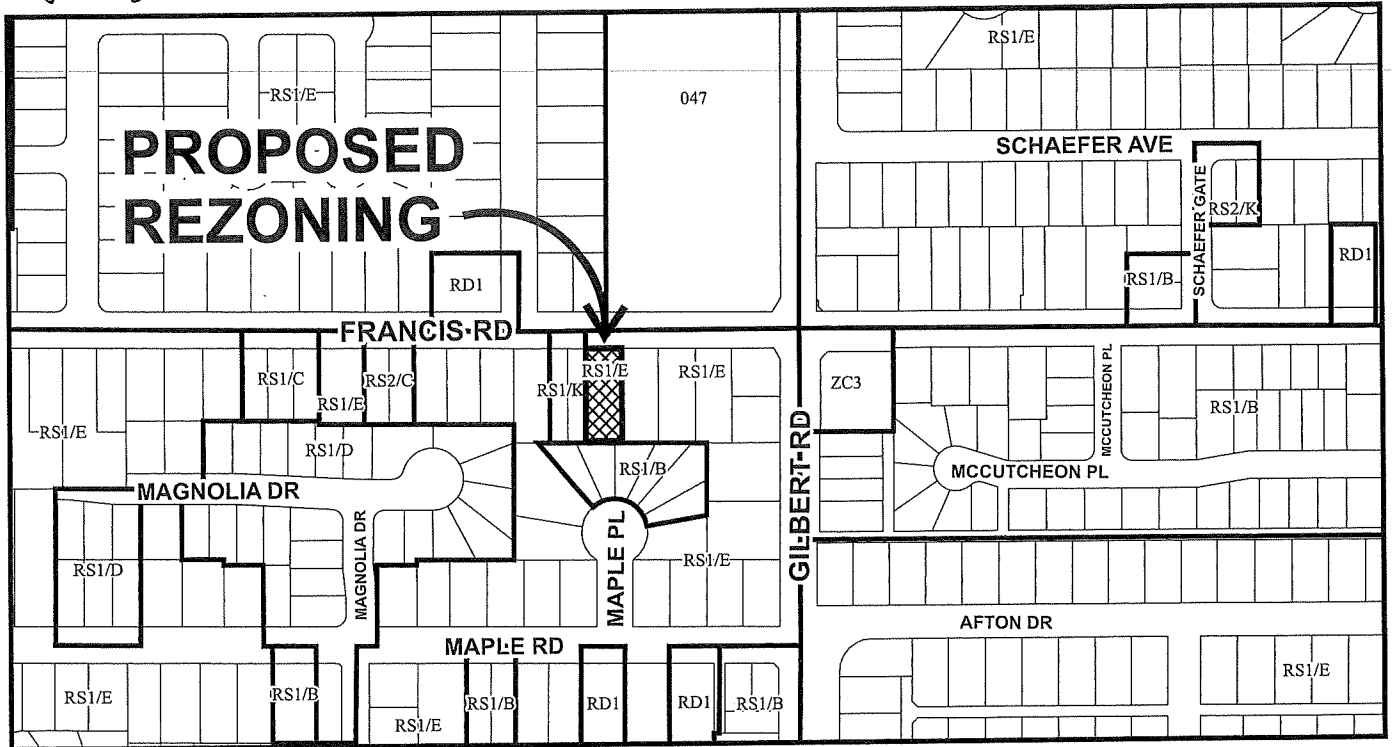 RS1/E
047
RS1/E
PROPOSED
REZONING
SCHAEFER AVE
SCHAEFER GATE
RS2/K
RD1
RS1/B
RD1
FRANCIS RD
RS1/C
RS1/E
RS2/C
RS1/K
RS1/E
RS1/E
ZC3
MCCUTCHEON PL
RS1/B
RS1/E
RS1/D
RS1/B
MCCUTCHEON PL
MAGNOLIA DR
GILBERT RD
RS1/D
MAGNOLIA DR
MAPLE PL
RS1/E
MAPLE RD
AFTON DR
RS1/E
RS1/B
RS1/E
RS1/B
RD1
RD1
RS1/B
RS1/E